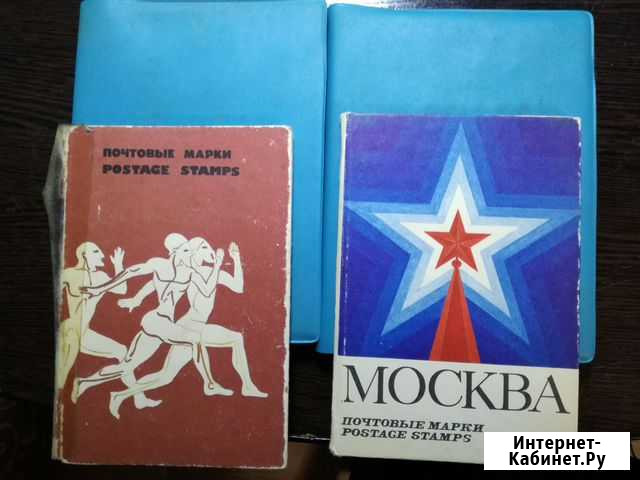 ПОЧТОВЫЕ МАРКИ
POSTAGE STAMPS
МОСКВА
ПОЧТОВЫЕ МАРКИ
POSTAGE STAMPS
Интернет-
Кабинет.Ру